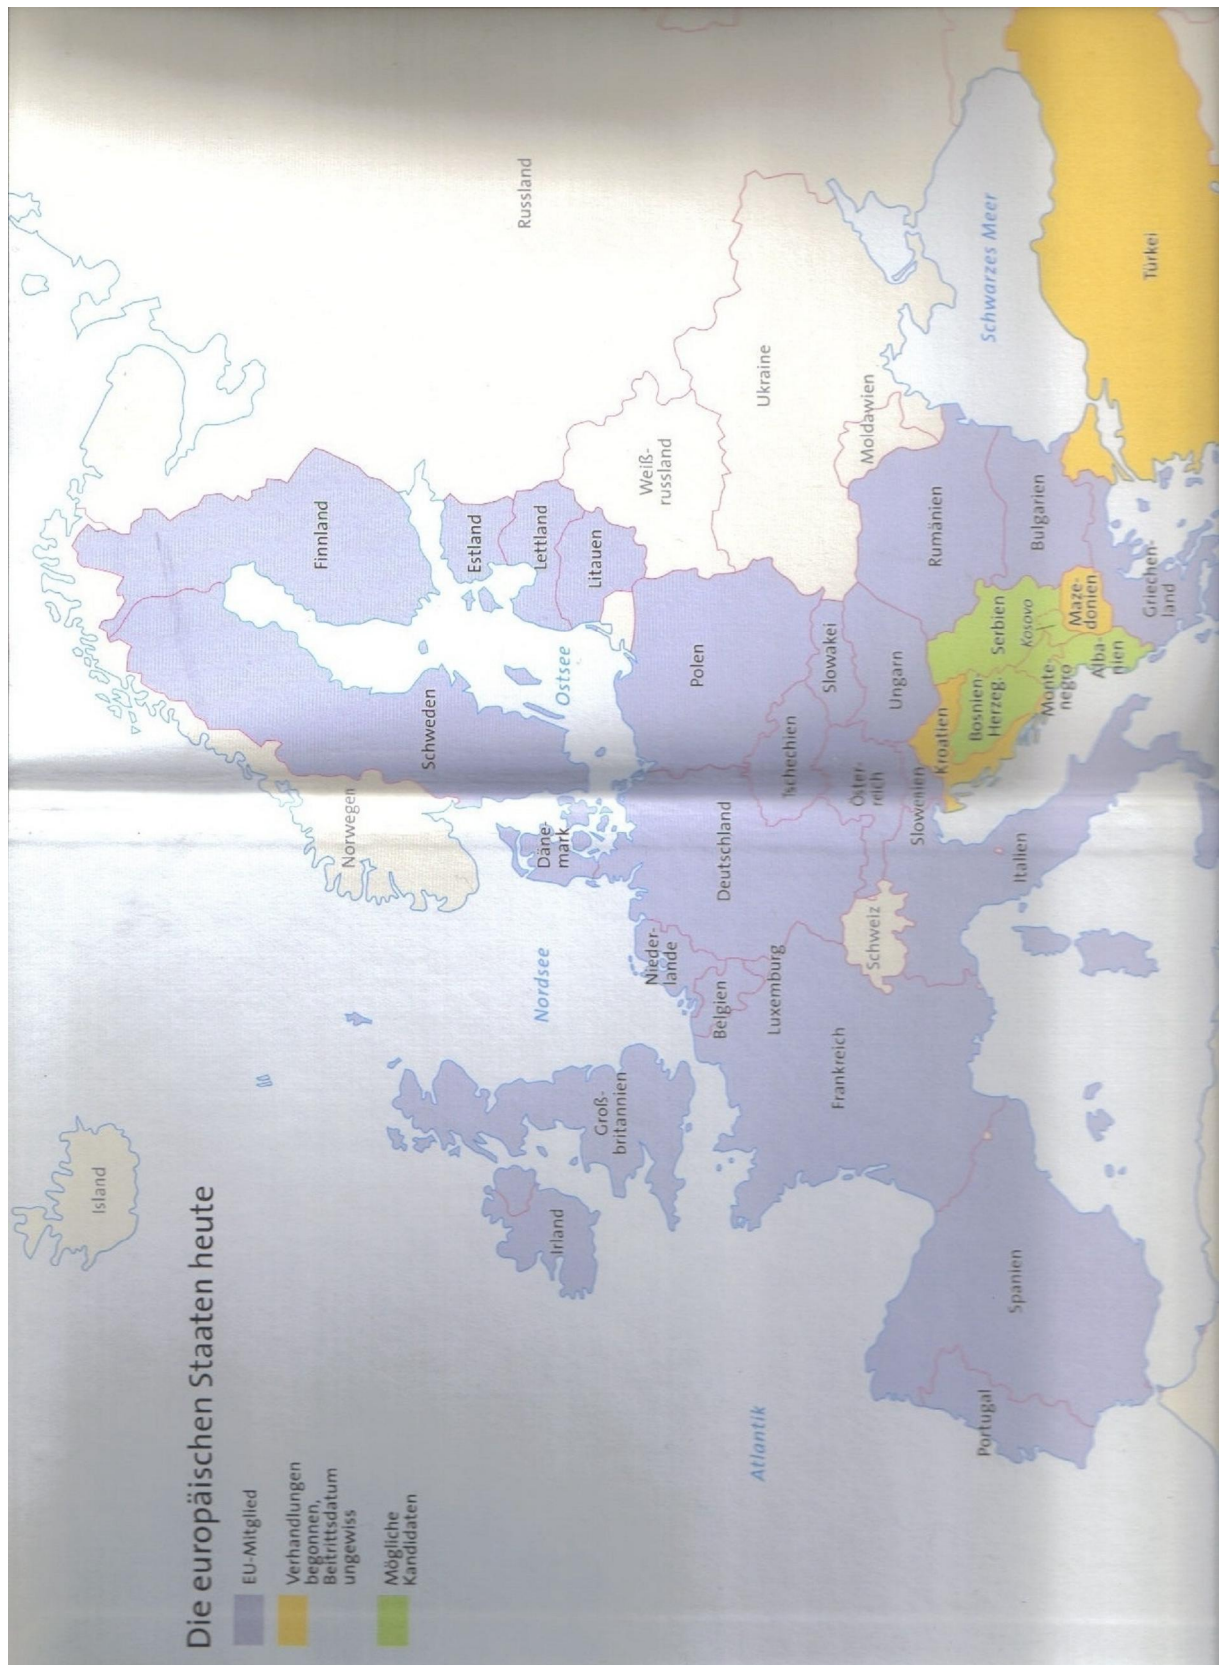 Die europäischen Staaten heute
EU-Mitglied
Verhandlungen
begonnen,
Beitrittsdatum
ungewiss
Mögliche
Kandidaten
Island
Norwegen
Schweden
Finnland
Russland
Estland
Lettland
Litauen
Ostsee
Nordsee
Däne-
mark
Irland
Groß-
britannien
Nieder-
lande
Belgien
Luxemburg
Deutschland
Polen
Weiß-
russland
Ukraine
Atlantik
Frankreich
Schweiz
Tschechien
Öster-
reich
Slowakei
Ungarn
Moldawien
Rumänien
Slowenien
Kroatien
Bosnien-
Herzeg.
Serbien
Kosovo
Monte-
negro
Maze-
donien
Alba-
nien
Bulgarien
Schwarzes Meer
Portugal
Spanien
Italien
Griechen-
land
Türkei